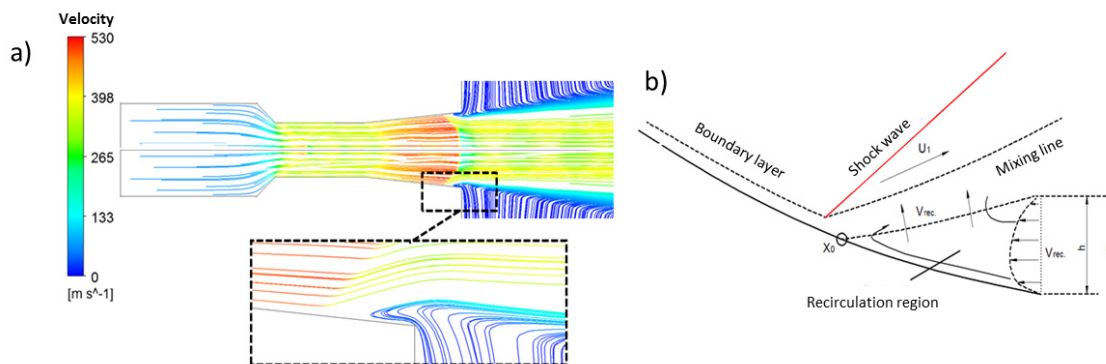 Velocity
a)
530
398
265
133
0
[m s^-1]
b)
Boundary layer
Shock wave
U1
Mixing line
Vrec.
X0
Vrec.
h
Recirculation region